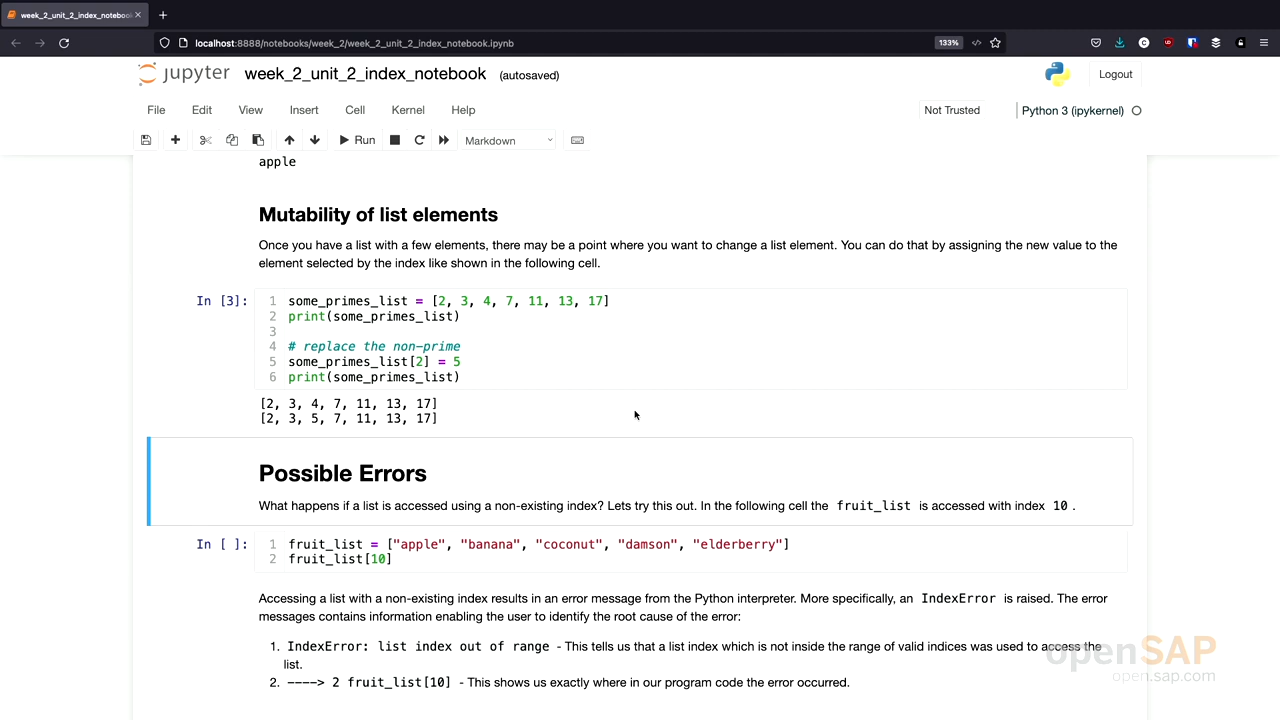 week_2_unit_2_index_noteboo
localhost:8888/notebooks/week_2/week_2_unit_2_index_notebook.ipynb
133%
jupyter week_2_unit_2_index_notebook (autosaved)
Logout
File Edit View Insert Cell Kernel Help
Not Trusted
Python 3 (ipykernel)
Run
Markdown
apple
Mutability of list elements
Once you have a list with a few elements, there may be a point where you want to change a list element. You can do that by assigning the new value to the
element selected by the index like shown in the following cell.
In [3]:
1 some_primes_list = [2, 3, 4, 7, 11, 13, 17]
2 print(some_primes_list)
3
4 # replace the non-prime
5 some_primes_list[2] = 5
6 print(some_primes_list)
[2, 3, 4, 7, 11, 13, 17]
[2, 3, 5, 7, 11, 13, 17]
Possible Errors
What happens if a list is accessed using a non-existing index? Lets try this out. In the following cell the fruit_list is accessed with index 10 .
In [ ]:
1 fruit_list = ["apple", "banana", "coconut", "damson", "elderberry"]
2 fruit_list[10]
Accessing a list with a non-existing index results in an error message from the Python interpreter. More specifically, an IndexError is raised. The error
messages contains information enabling the user to identify the root cause of the error:
1. IndexError: list index out of range - This tells us that a list index which is not inside the range of valid indices was used to access the
list.
2. ----> 2 fruit_list[10] - This shows us exactly where in our program code the error occurred.
openSAP
open.sap.com